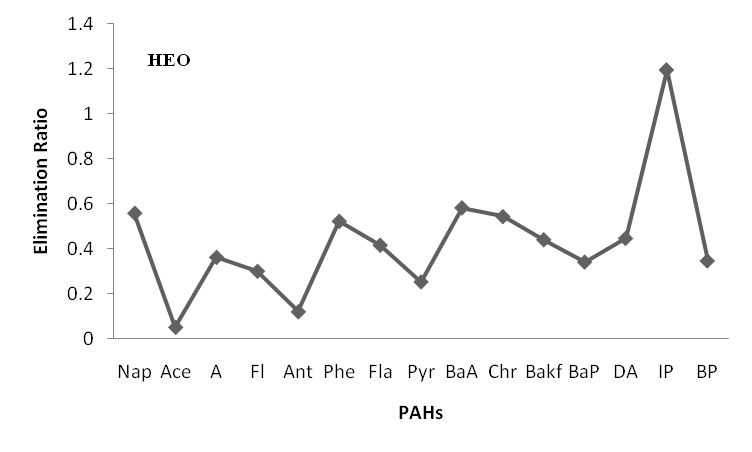 1.4
HEO
1.2
1
0.8
0.6
0.4
0.2
0
Elimination Ratio
Nap Ace A Fl Ant Phe Fla Pyr BaA Chr Bakf BaP DA IP BP
PAHs